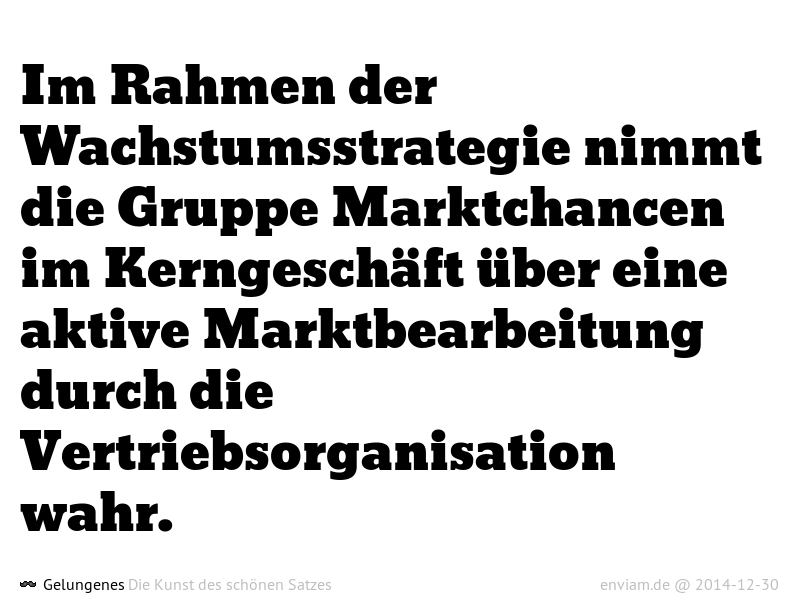 Im Rahmen der
Wachstumsstrategie nimmt
die Gruppe Marktchancen
im Kerngeschäft über eine
aktive Marktbearbeitung
durch die
Vertriebsorganisation
wahr.
Gelungenes Die Kunst des schönen Satzes
enviam.de @ 2014-12-30